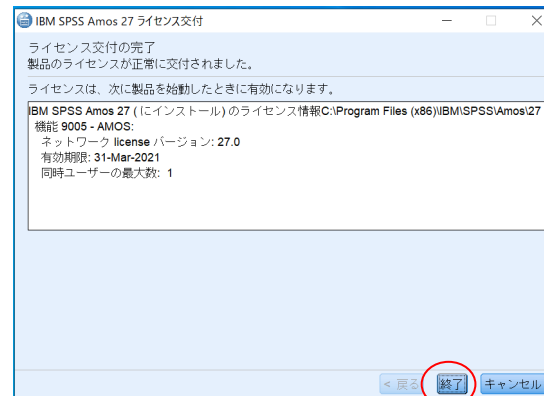 IBM SPSS Amos 27 ライセンス交付
ライセンス交付の完了
製品のライセンスが正常に交付されました。
ライセンスは、次に製品を始動したときに有効になります。
IBM SPSS Amos 27 ( にインストール) のライセンス情報C:\Program Files (x86)\IBM\SPSS\Amos\27
機能 9005 - AMOS:
ネットワーク license バージョン: 27.0
有効期限: 31-Mar-2021
同時ユーザーの最大数: 1
< 戻る 終了 キャンセル